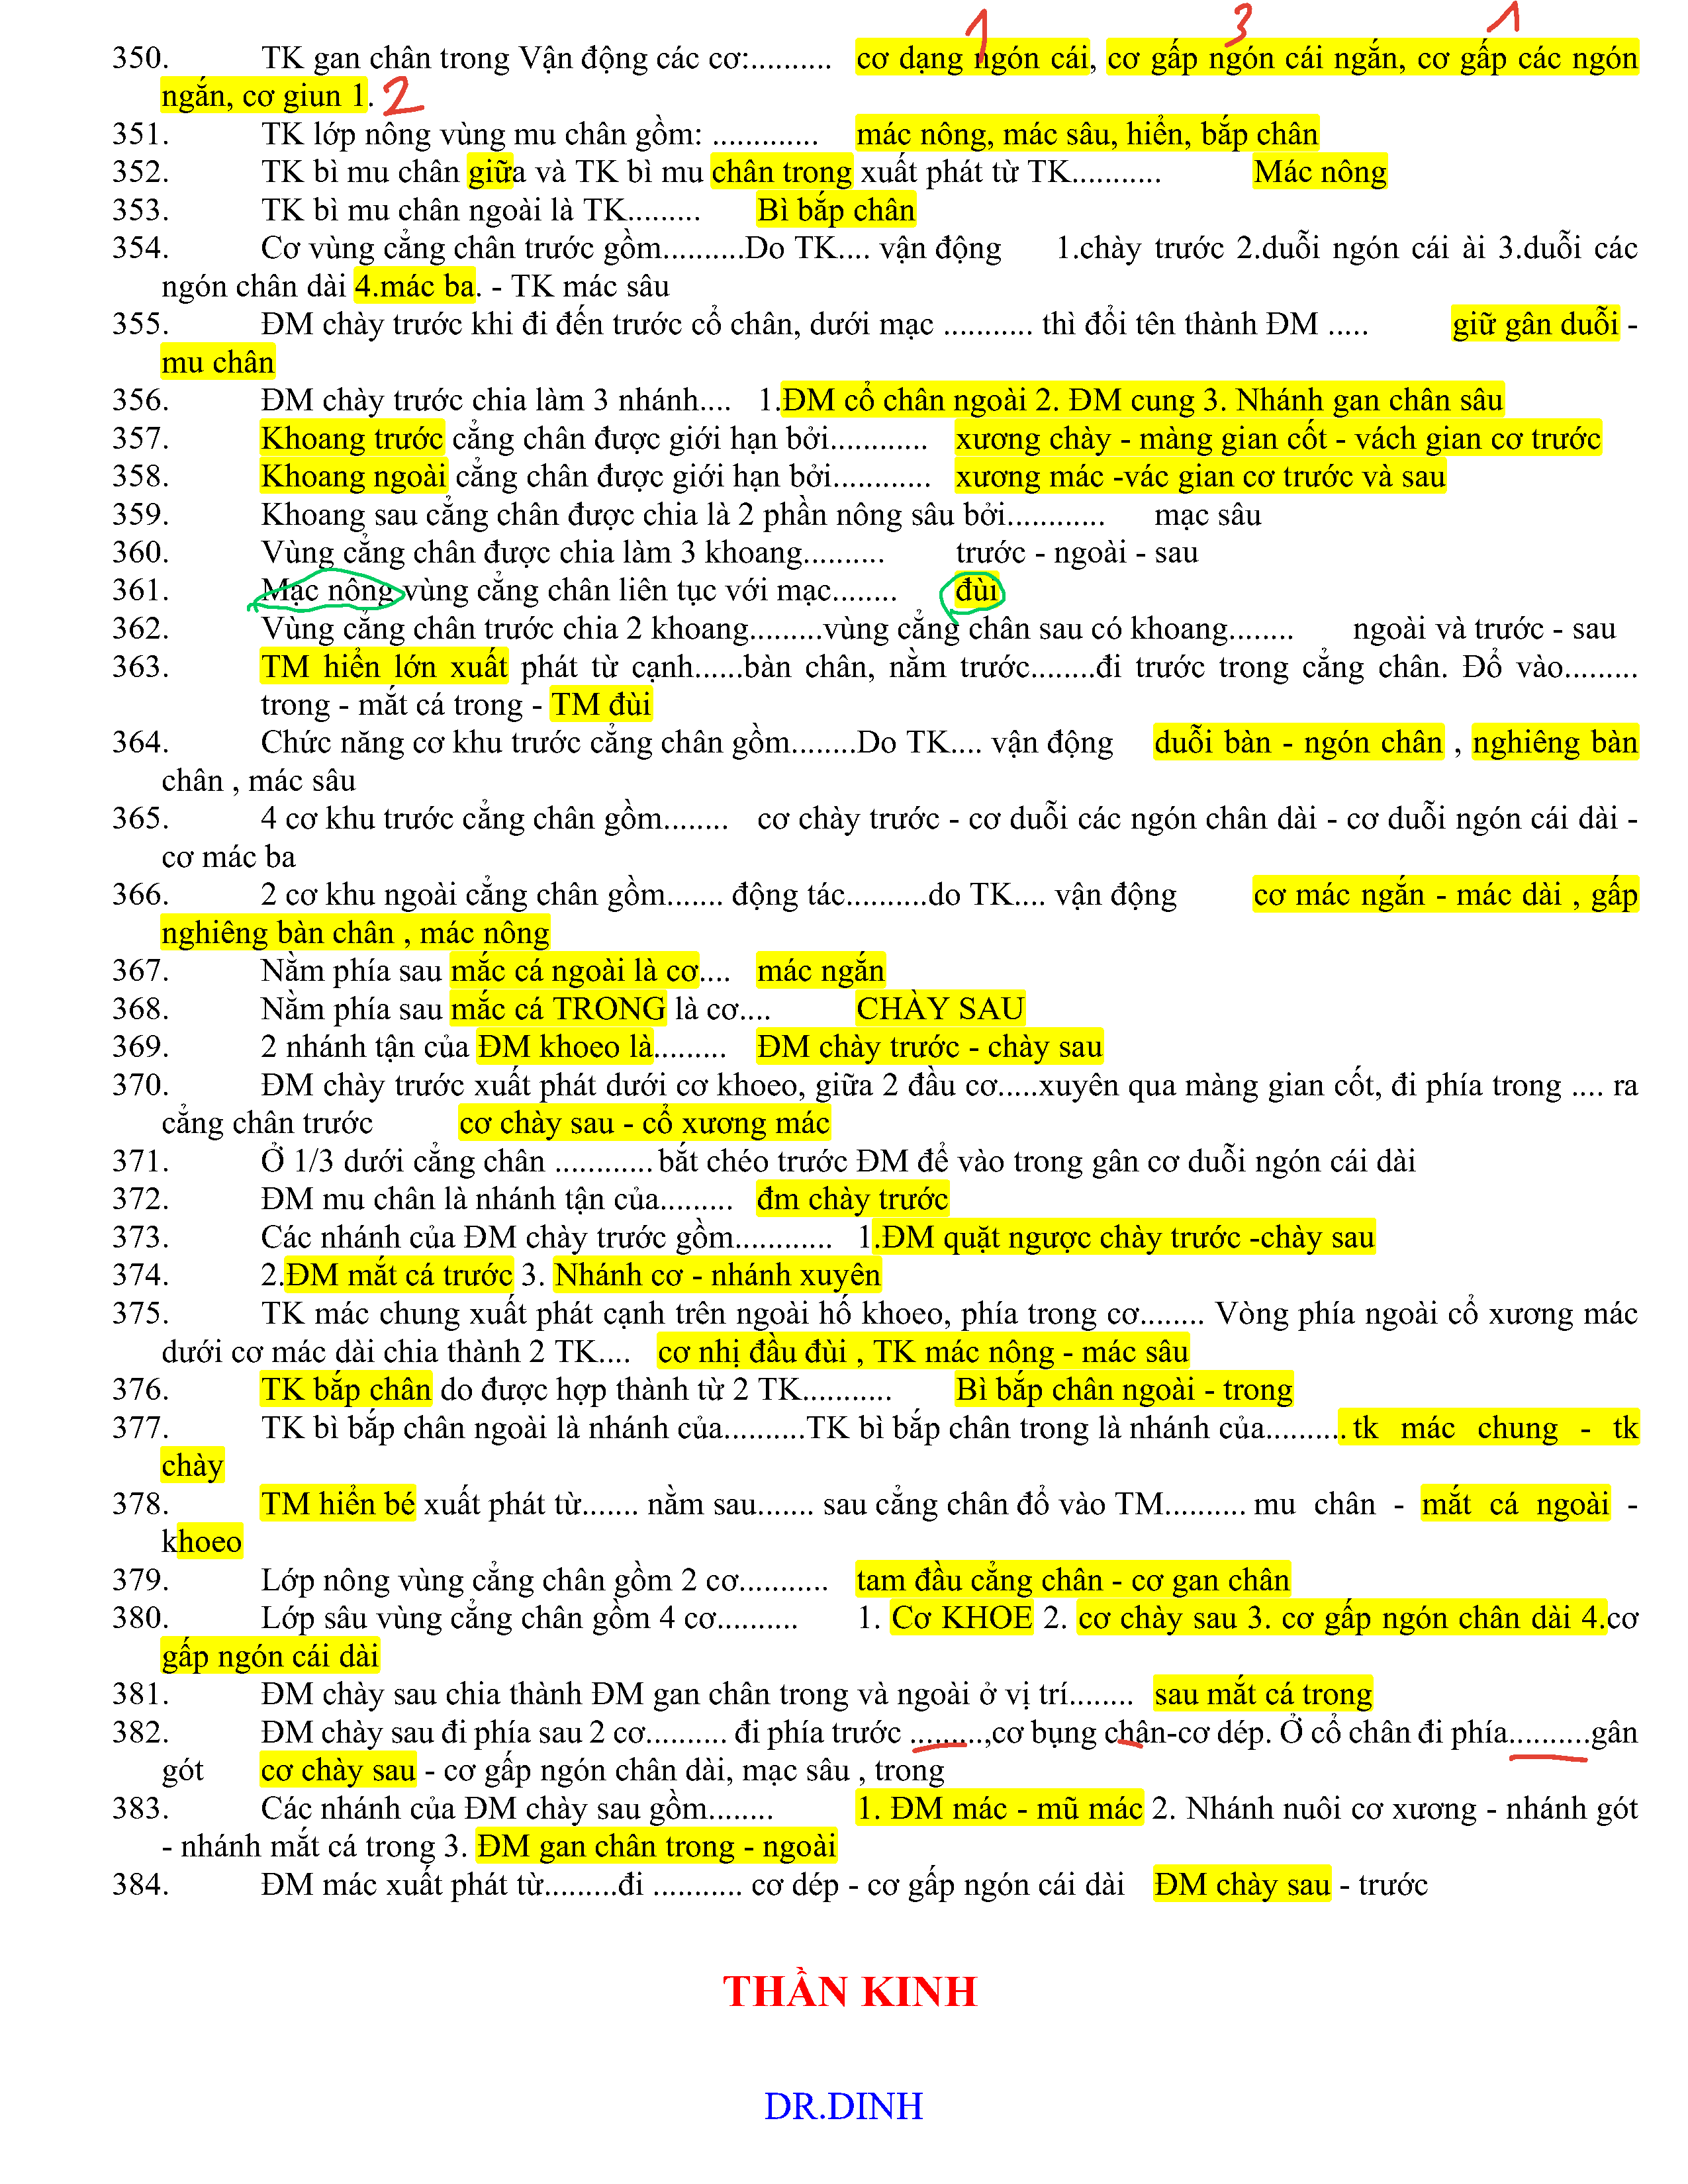 1 3 1
350. TK gan chân trong Vận động các cơ:.......... cơ dạng ngón cái, cơ gấp ngón cái ngắn, cơ gấp các ngón
ngắn, cơ giun 1. 2
351. TK lớp nông vùng mu chân gồm: ............. mác nông, mác sâu, hiển, bắp chân
352. TK bì mu chân giữa và TK bì mu chân trong xuất phát từ TK........... Mác nông
353. TK bì mu chân ngoài là TK......... Bì bắp chân
354. Cơ vùng cẳng chân trước gồm..........Do TK.... vận động 1.chày trước 2.duỗi ngón cái ài 3.duỗi các
ngón chân dài 4.mác ba. - TK mác sâu
355. ĐM chày trước khi đi đến trước cổ chân, dưới mạc ........... thì đổi tên thành ĐM ..... giữ gân duỗi -
mu chân
356. ĐM chày trước chia làm 3 nhánh.... 1.ĐM cổ chân ngoài 2. ĐM cung 3. Nhánh gan chân sâu
357. Khoang trước cẳng chân được giới hạn bởi............ xương chày - màng gian cốt - vách gian cơ trước
358. Khoang ngoài cẳng chân được giới hạn bởi............ xương mác -vác gian cơ trước và sau
359. Khoang sau cẳng chân được chia là 2 phần nông sâu bởi............ mạc sâu
360. Vùng cẳng chân được chia làm 3 khoang.......... trước - ngoài - sau
361. Mạc nông vùng cẳng chân liên tục với mạc........ đùi
362. Vùng cẳng chân trước chia 2 khoang.........vùng cẳng chân sau có khoang........ ngoài và trước - sau
363. TM hiển lớn xuất phát từ cạnh......bàn chân, nằm trước........đi trước trong cẳng chân. Đổ vào.........
trong - mắt cá trong - TM đùi
364. Chức năng cơ khu trước cẳng chân gồm........Do TK.... vận động duỗi bàn - ngón chân , nghiêng bàn
chân , mác sâu
365. 4 cơ khu trước cẳng chân gồm........ cơ chày trước - cơ duỗi các ngón chân dài - cơ duỗi ngón cái dài -
cơ mác ba
366. 2 cơ khu ngoài cẳng chân gồm....... động tác..........do TK.... vận động cơ mác ngắn - mác dài , gấp
nghiêng bàn chân , mác nông
367. Nằm phía sau mắc cá ngoài là cơ.... mác ngắn
368. Nằm phía sau mắc cá TRONG là cơ.... CHÀY SAU
369. 2 nhánh tận của ĐM khoeo là......... ĐM chày trước - chày sau
370. ĐM chày trước xuất phát dưới cơ khoeo, giữa 2 đầu cơ.....xuyên qua màng gian cốt, đi phía trong .... ra
cẳng chân trước cơ chày sau - cổ xương mác
371. Ở 1/3 dưới cẳng chân ............bắt chéo trước ĐM để vào trong gân cơ duỗi ngón cái dài
372. ĐM mu chân là nhánh tận của......... đm chày trước
373. Các nhánh của ĐM chày trước gồm............ 1.ĐM quặt ngược chày trước -chày sau
374. 2.ĐM mắt cá trước 3. Nhánh cơ - nhánh xuyên
375. TK mác chung xuất phát cạnh trên ngoài hố khoeo, phía trong cơ........ Vòng phía ngoài cổ xương mác
dưới cơ mác dài chia thành 2 TK.... cơ nhị đầu đùi , TK mác nông - mác sâu
376. TK bắp chân do được hợp thành từ 2 TK........... Bì bắp chân ngoài - trong
377. TK bì bắp chân ngoài là nhánh của..........TK bì bắp chân trong là nhánh của.......... tk mác chung - tk
chày
378. TM hiển bé xuất phát từ....... nằm sau....... sau cẳng chân đổ vào TM.......... mu chân - mắt cá ngoài -
khoeo
379. Lớp nông vùng cẳng chân gồm 2 cơ........... tam đầu cẳng chân - cơ gan chân
380. Lớp sâu vùng cẳng chân gồm 4 cơ.......... 1. Cơ KHOE 2. cơ chày sau 3. cơ gấp ngón chân dài 4.cơ
gấp ngón cái dài
381. ĐM chày sau chia thành ĐM gan chân trong và ngoài ở vị trí........ sau mắt cá trong
382. ĐM chày sau đi phía sau 2 cơ.......... đi phía trước .........,cơ bụng chân-cơ dép. Ở cổ chân đi phía..........gân
gót cơ chày sau - cơ gấp ngón chân dài, mạc sâu , trong
383. Các nhánh của ĐM chày sau gồm........ 1. ĐM mác - mũ mác 2. Nhánh nuôi cơ xương - nhánh gót
- nhánh mắt cá trong 3. ĐM gan chân trong - ngoài
384. ĐM mác xuất phát từ.........đi ........... cơ dép - cơ gấp ngón cái dài ĐM chày sau - trước
THẦN KINH
DR.DINH